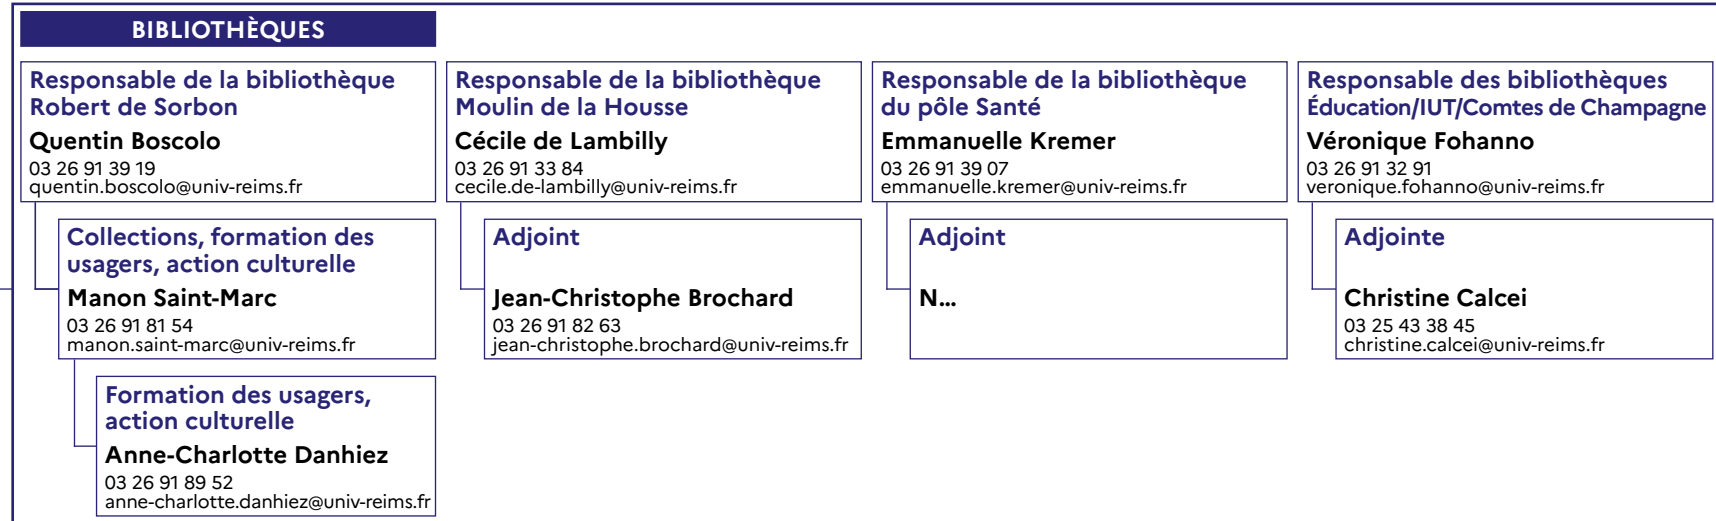 BIBLIOTHÈQUES
Responsable de la bibliothèque
Robert de Sorbon
Quentin Boscolo
03 26 91 39 19
quentin.boscolo@univ-reims.fr
Collections, formation des
usagers, action culturelle
Manon Saint-Marc
03 26 91 81 54
manon.saint-marc@univ-reims.fr
Formation des usagers,
action culturelle
Anne-Charlotte Danhiez
03 26 91 89 52
anne-charlotte.danhiez@univ-reims.fr
Responsable de la bibliothèque
Moulin de la Housse
Cécile de Lambilly
03 26 91 33 84
cecile.de-lambilly@univ-reims.fr
Adjoint
Jean-Christophe Brochard
03 26 91 82 63
jean-christophe.brochard@univ-reims.fr
Responsable de la bibliothèque
du pôle Santé
Emmanuelle Kremer
03 26 91 39 07
emmanuelle.kremer@univ-reims.fr
Adjoint
N...
Responsable des bibliothèques
Éducation/IUT/Comtes de Champagne
Véronique Fohanno
03 26 91 32 91
veronique.fohanno@univ-reims.fr
Adjointe
Christine Calcei
03 25 43 38 45
christine.calcei@univ-reims.fr